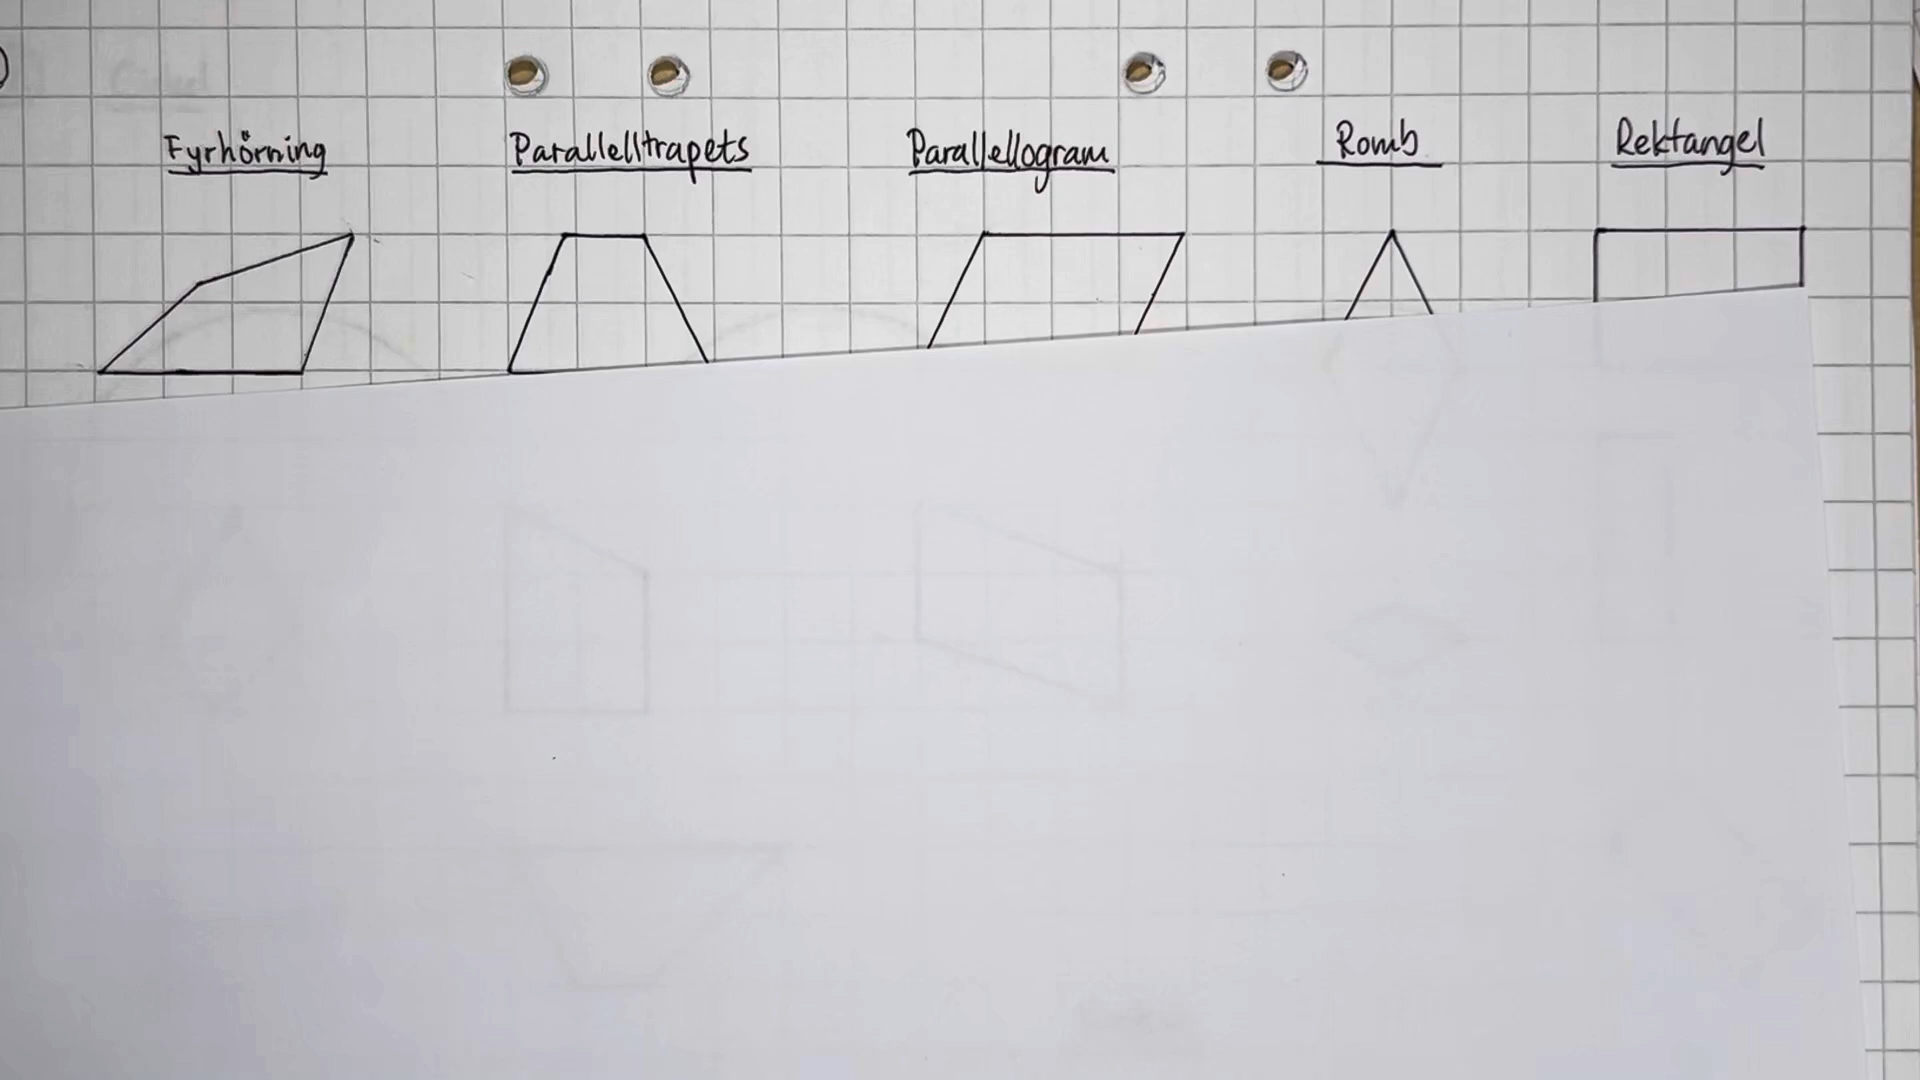 Fyrhörning
Parallelltrapets
Parallellogram
Romb
Rektangel